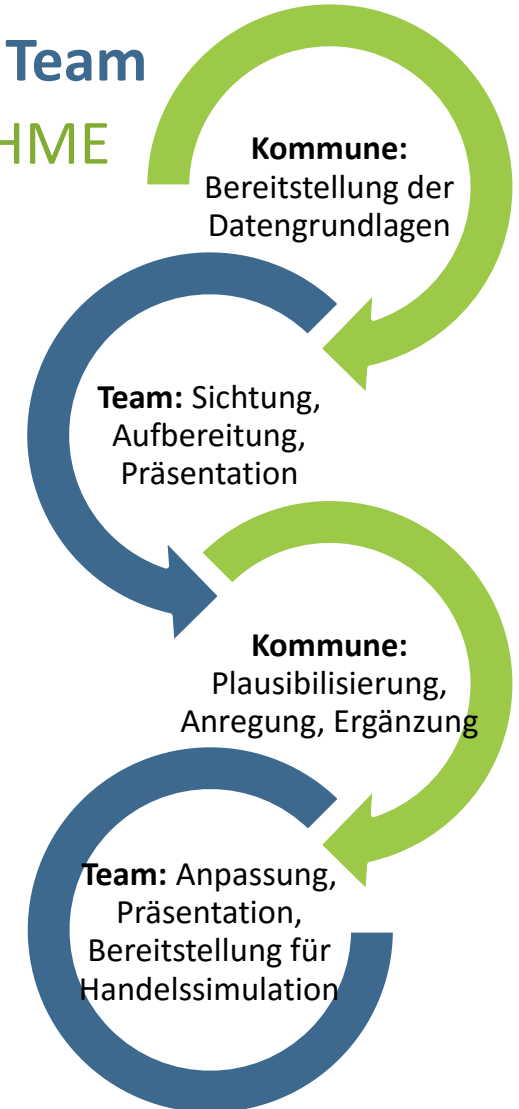 Team
HME
Kommune:
Bereitstellung der
Datengrundlagen
Team: Sichtung,
Aufbereitung,
Präsentation
Kommune:
Plausibilisierung,
Anregung, Ergänzung
Team: Anpassung,
Präsentation,
Bereitstellung für
Handelssimulation